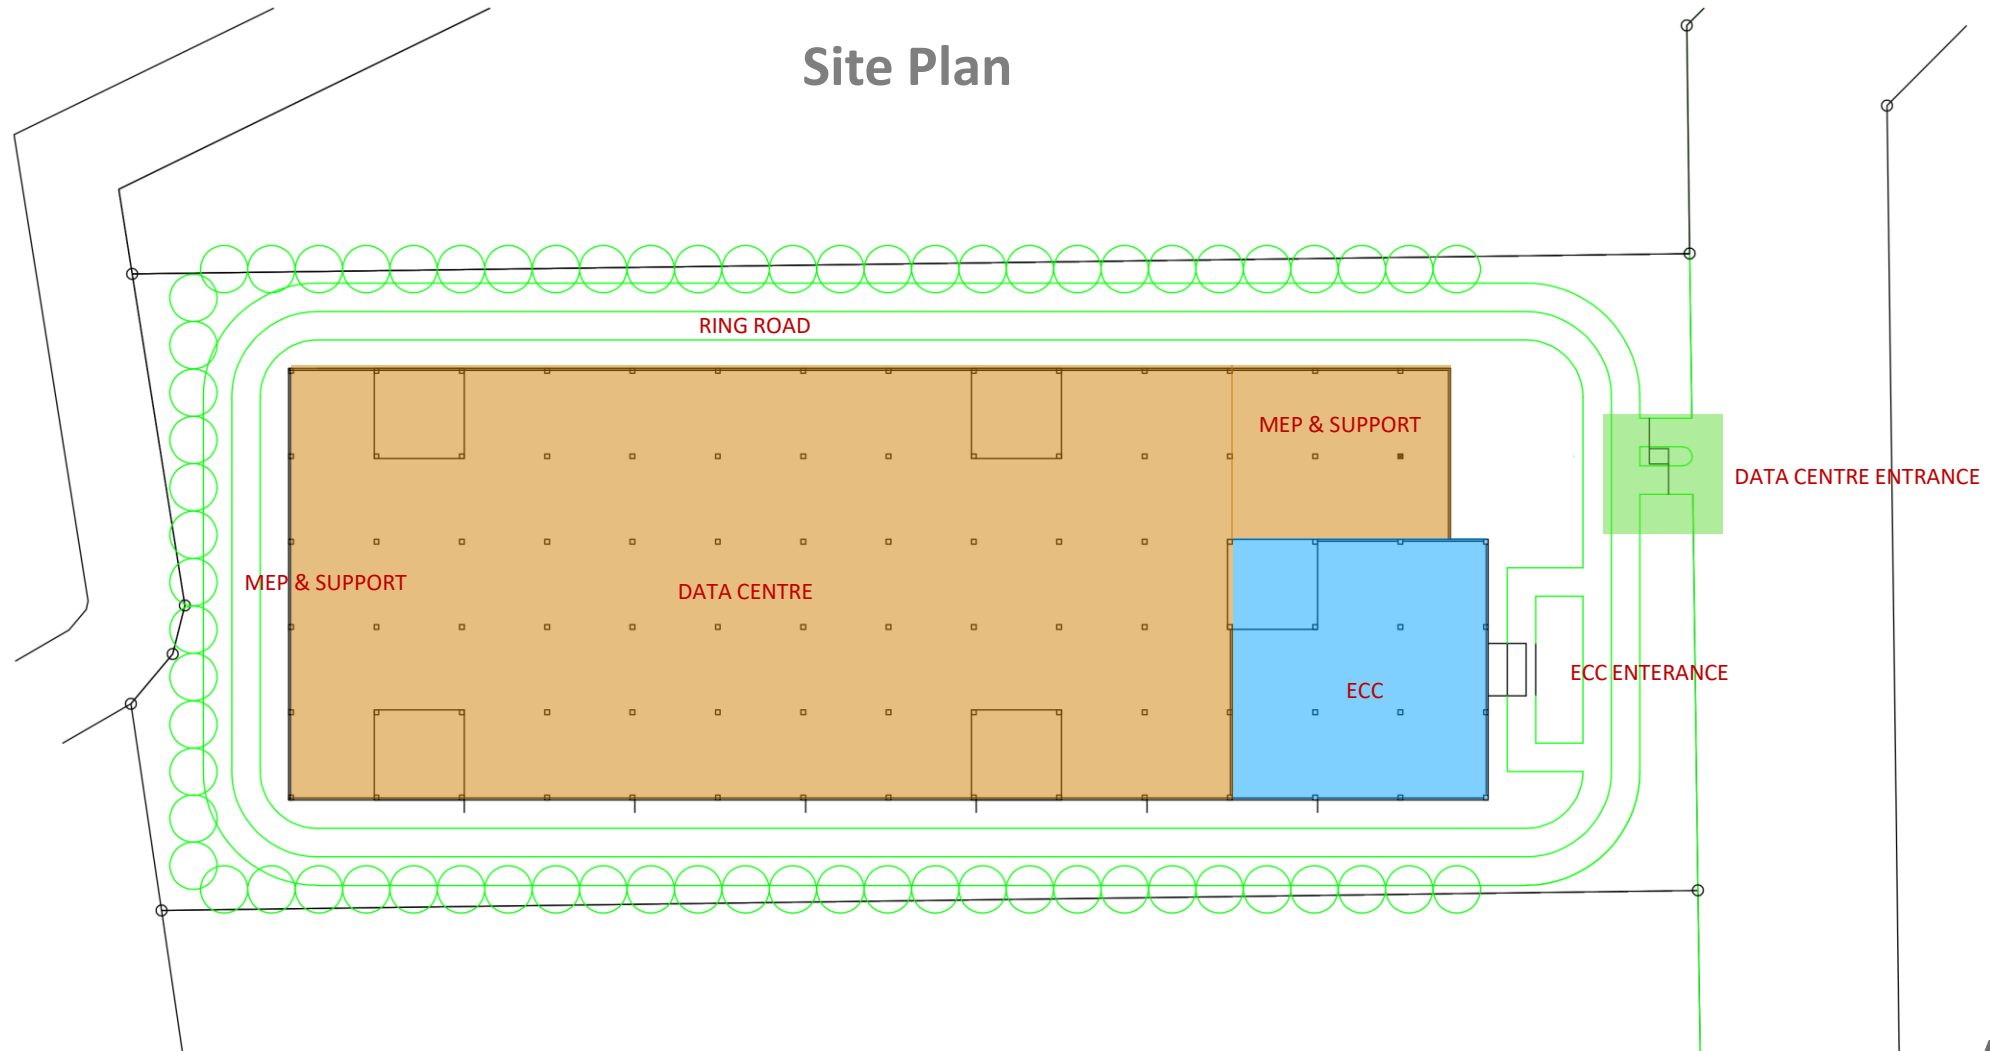 Site Plan
RING ROAD
MEP & SUPPORT
DATA CENTRE ENTRANCE
MEP & SUPPORT
DATA CENTRE
ECC ENTERANCE
ECC